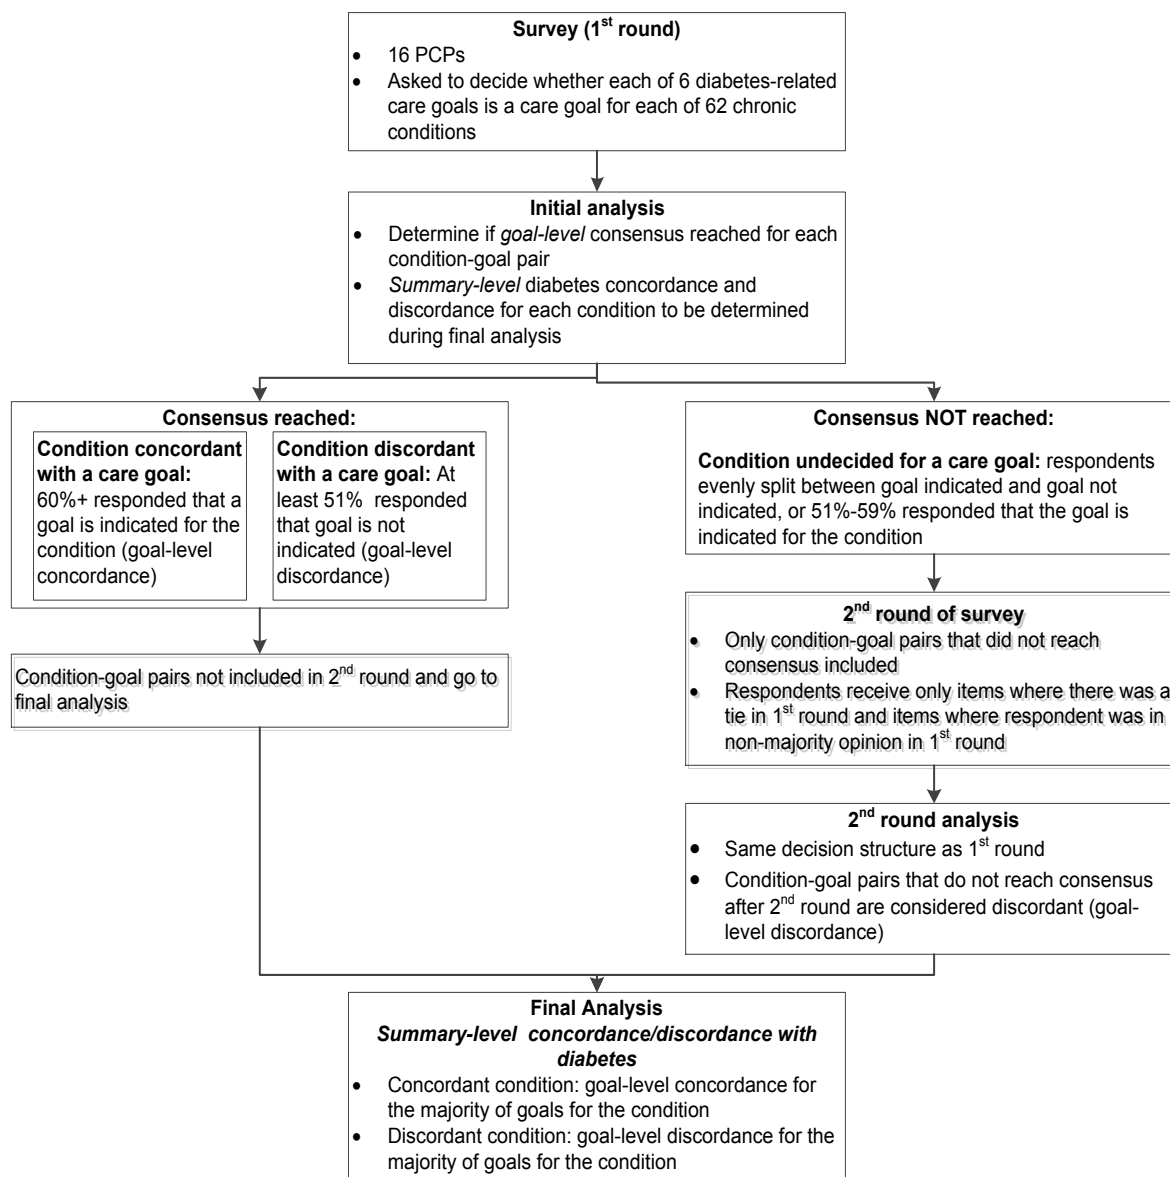 Survey (1st round)
• 16 PCPs
• Asked to decide whether each of 6 diabetes-related
care goals is a care goal for each of 62 chronic
conditions
Initial analysis
• Determine if goal-level consensus reached for each
condition-goal pair
• Summary-level diabetes concordance and
discordance for each condition to be determined
during final analysis
Consensus reached:
Condition concordant
with a care goal:
60%+ responded that a
goal is indicated for the
condition (goal-level
concordance)
Condition discordant
with a care goal: At
least 51% responded
that goal is not
indicated (goal-level
discordance)
Consensus NOT reached:
Condition undecided for a care goal: respondents
evenly split between goal indicated and goal not
indicated, or 51%-59% responded that the goal is
indicated for the condition
Condition-goal pairs not included in 2nd round and go to
final analysis
2nd round of survey
• Only condition-goal pairs that did not reach
consensus included
• Respondents receive only items where there was a
tie in 1st round and items where respondent was in
non-majority opinion in 1st round
2nd round analysis
• Same decision structure as 1st round
• Condition-goal pairs that do not reach consensus
after 2nd round are considered discordant (goal-
level discordance)
Final Analysis
Summary-level concordance/discordance with
diabetes
• Concordant condition: goal-level concordance for
the majority of goals for the condition
• Discordant condition: goal-level discordance for the
majority of goals for the condition